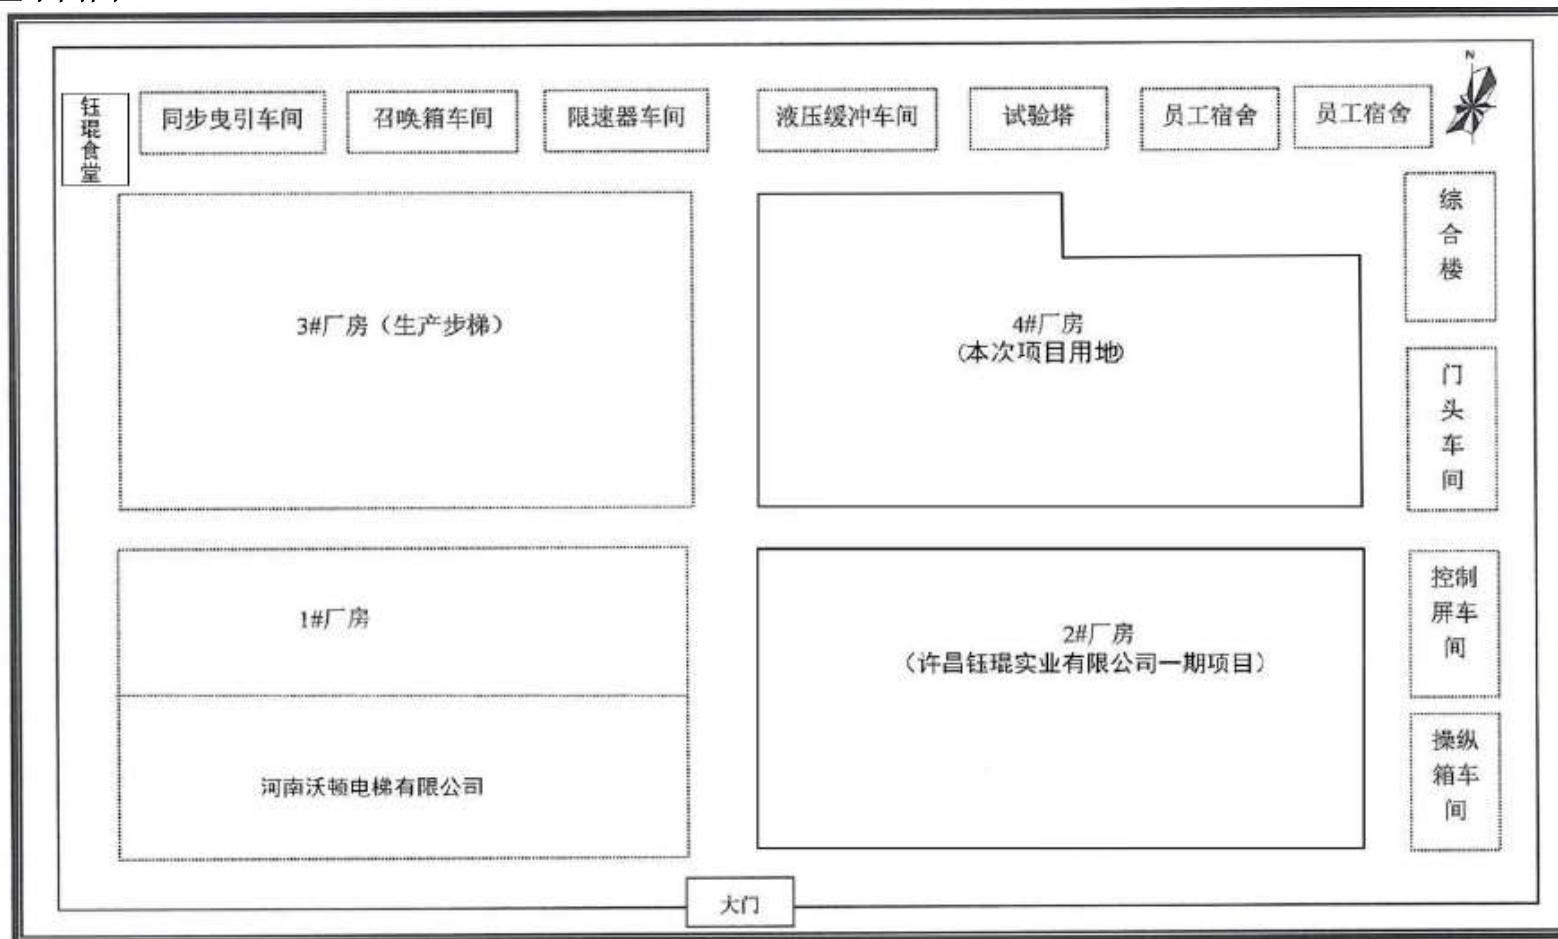 N
钰琨食堂
同步曳引车间
召唤箱车间
限速器车间
液压缓冲车间
试验塔
员工宿舍
员工宿舍
综合楼
3#厂房（生产步梯）
4#厂房
(本次项目用地)
门头车间
1#厂房
2#厂房
（许昌钰琨实业有限公司一期项目）
控制
屏车
间
河南沃顿电梯有限公司
操纵
箱车
间
大门